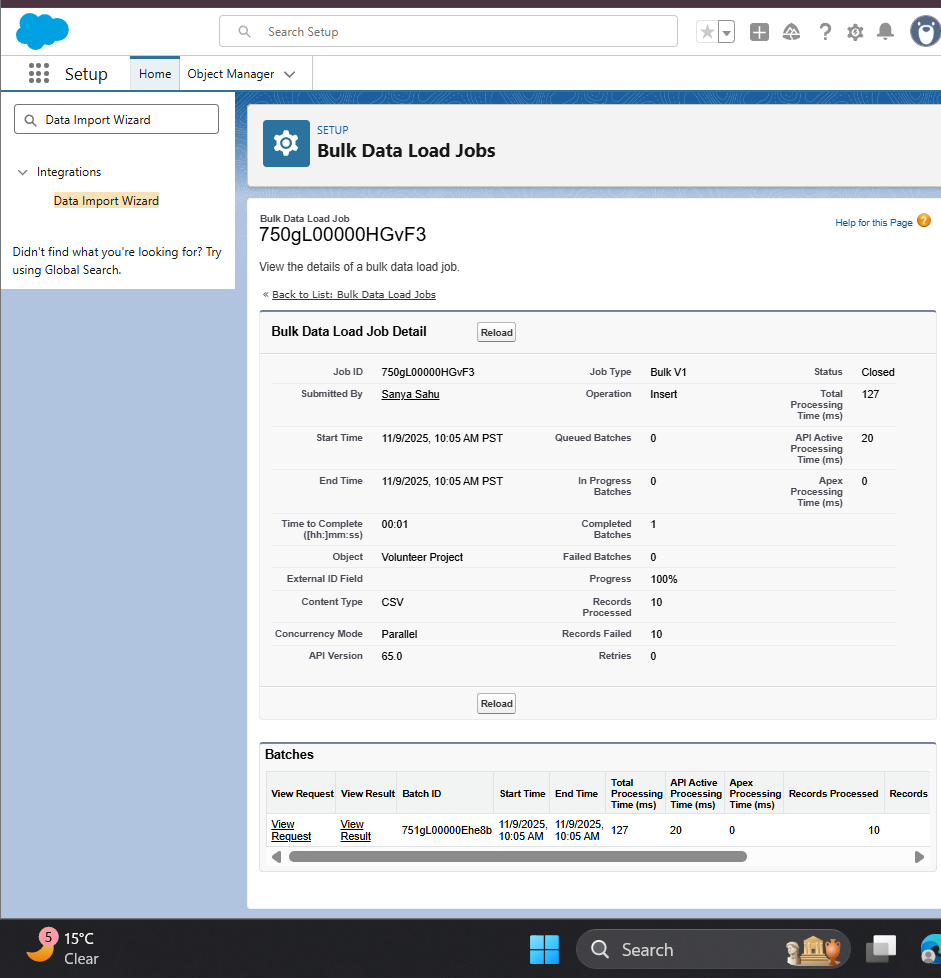 Search Setup
Setup
Home
Object Manager
Data Import Wizard
Integrations
Data Import Wizard
Didn't find what you're looking for? Try
using Global Search.
SETUP
Bulk Data Load Jobs
Bulk Data Load Job
750gL00000HGvF3
Help for this Page ?
View the details of a bulk data load job.
« Back to List: Bulk Data Load Jobs
Bulk Data Load Job Detail
Reload
Job ID 750gL00000HGvF3 Job Type Bulk V1 Status Closed
Submitted By Sanya Sahu Operation Insert Total Processing Time (ms) 127
Start Time 11/9/2025, 10:05 AM PST Queued Batches 0 API Active Processing Time (ms) 20
End Time 11/9/2025, 10:05 AM PST In Progress Batches 0 Apex Processing Time (ms) 0
Time to Complete ([hh:]mm:ss) 00:01 Completed Batches 1
Object Volunteer Project Failed Batches 0
External ID Field Progress 100%
Content Type CSV Records Processed 10
Concurrency Mode Parallel Records Failed 10
API Version 65.0 Retries 0
Reload
Batches
View Request View Result Batch ID Start Time End Time Total Processing Time (ms) API Active Processing Time (ms) Apex Processing Time (ms) Records Processed Records
View Request View Result 751gL00000Ehe8b 11/9/2025, 10:05 AM 11/9/2025, 10:05 AM 127 20 0 10
5
15°C
Clear
Search